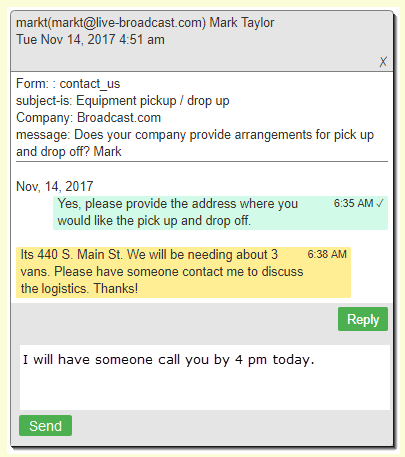 markt(markt@live-broadcast.com) Mark Taylor
Tue Nov 14, 2017 4:51 am
X
Form: : contact_us
subject-is: Equipment pickup / drop up
Company: Broadcast.com
message: Does your company provide arrangements for pick up
and drop off? Mark
Nov, 14, 2017
Yes, please provide the address where you 6:35 AM ✓
would like the pick up and drop off.
Its 440 S. Main St. We will be needing about 3 6:38 AM
vans. Please have someone contact me to discuss
the logistics. Thanks!
Reply
I will have someone call you by 4 pm today.
Send